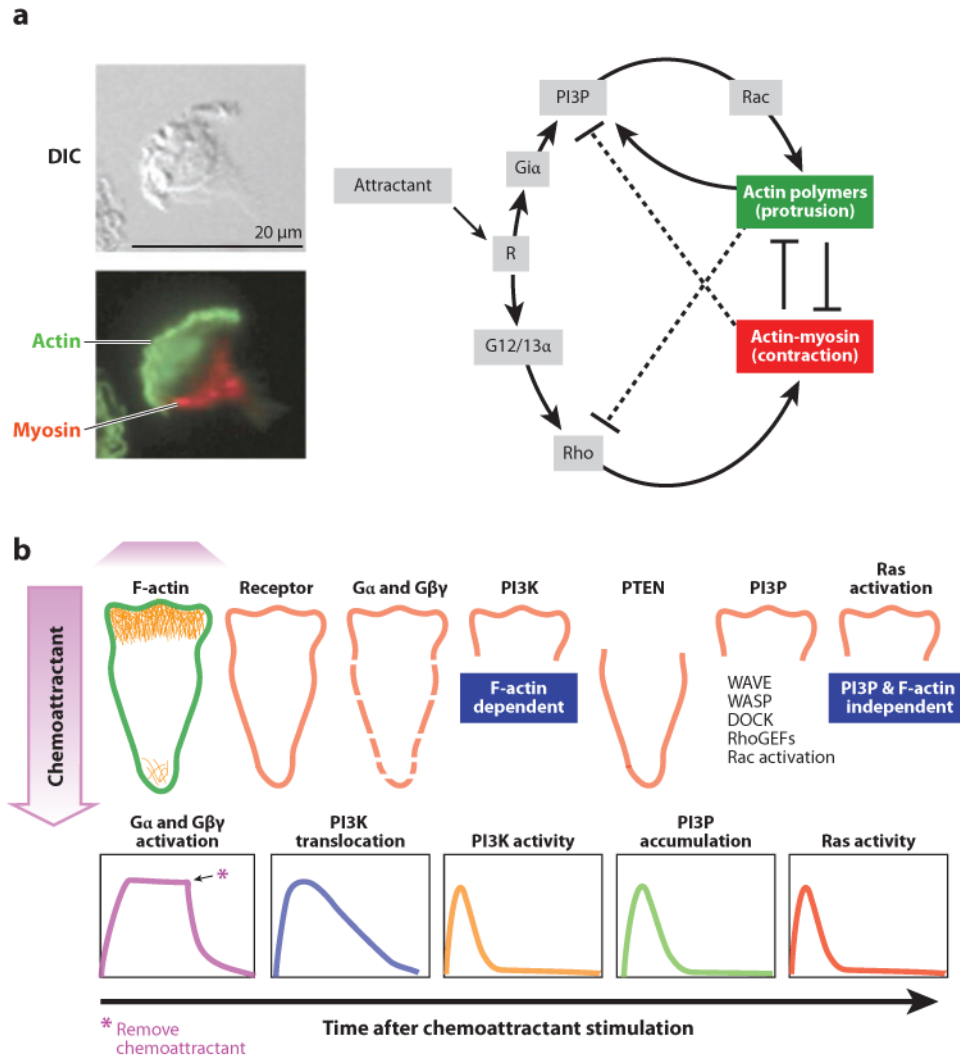 a
DIC
20 µm
Actin
Myosin
Attractant
R
Giα
PI3P
Rac
Actin polymers
(protrusion)
Actin-myosin
(contraction)
G12/13α
Rho
b
Chemoattractant
F-actin
Receptor
Gα and Gβγ
PI3K
PTEN
PI3P
Ras
activation
F-actin
dependent
WAVE
WASP
DOCK
RhoGEFs
Rac activation
PI3P & F-actin
independent
Gα and Gβγ
activation
PI3K
translocation
PI3K activity
PI3P
accumulation
Ras activity
*
* Remove
chemoattractant
Time after chemoattractant stimulation